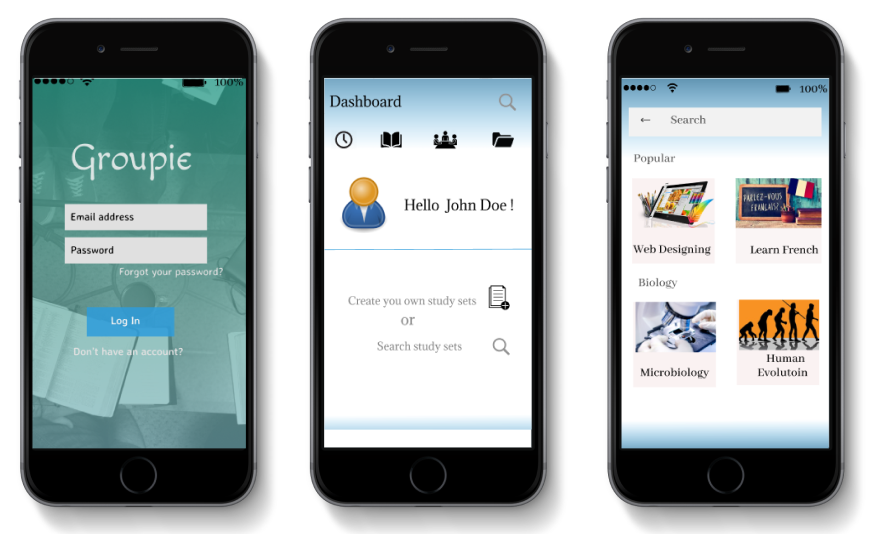 100%
Groupie
Email address
Password
Forgot your password?
Log In
Don't have an account?
Dashboard
Hello John Doe !
Create you own study sets
or
Search study sets
100%
← Search
Popular
PARLEZ-VOUS
FRANÇAIS?
Web Designing
Learn French
Biology
Microbiology
Human
Evolutoin